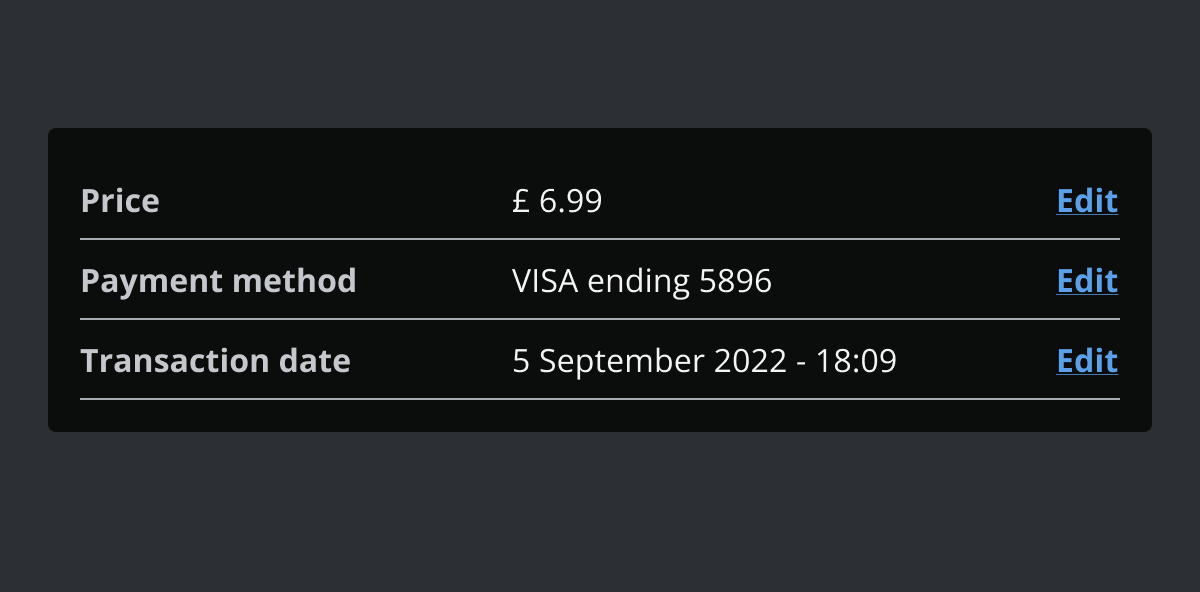 Price £ 6.99 Edit
Payment method VISA ending 5896 Edit
Transaction date 5 September 2022 - 18:09 Edit